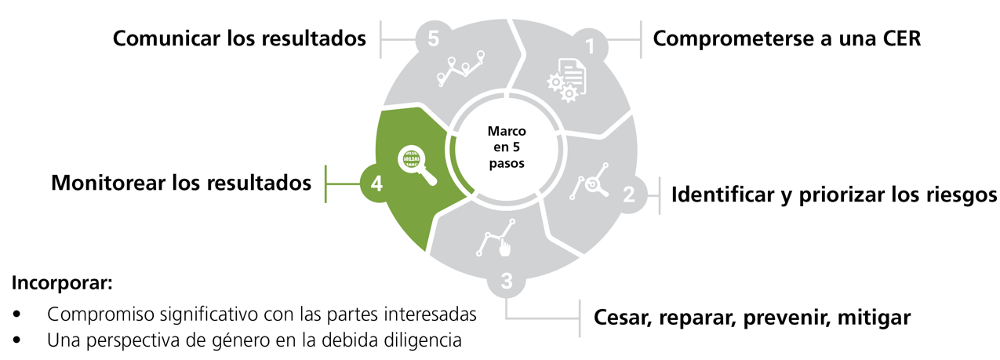 Comunicar los resultados
5
1
Comprometerse a una CER
Marco
en 5
pasos
Monitorear los resultados
4
2
Identificar y priorizar los riesgos
3
Cesar, reparar, prevenir, mitigar
Incorporar:
• Compromiso significativo con las partes interesadas
• Una perspectiva de género en la debida diligencia